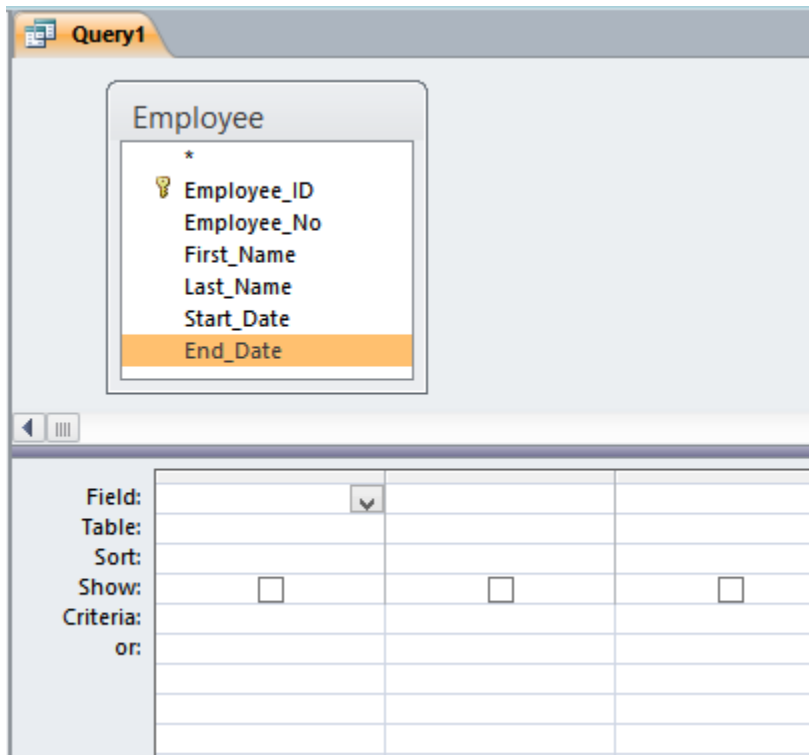 Query1
Employee
*
Employee_ID
Employee_No
First_Name
Last_Name
Start_Date
End_Date
Field:
Table:
Sort:
Show:
Criteria:
or: